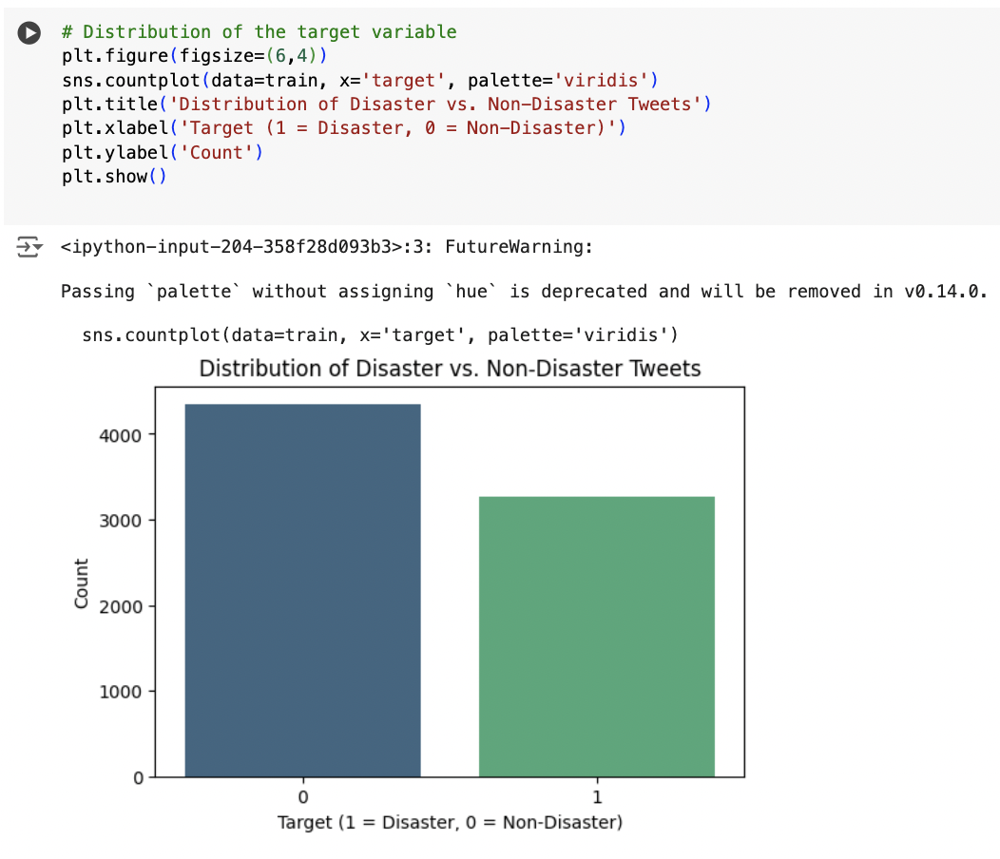 # Distribution of the target variable
plt.figure(figsize=(6,4))
sns.countplot(data=train, x='target', palette='viridis')
plt.title('Distribution of Disaster vs. Non-Disaster Tweets')
plt.xlabel('Target (1 = Disaster, 0 = Non-Disaster)')
plt.ylabel('Count')
plt.show()
<ipython-input-204-358f28d093b3>:3: FutureWarning:
Passing `palette` without assigning `hue` is deprecated and will be removed in v0.14.0.
sns.countplot(data=train, x='target', palette='viridis')
Distribution of Disaster vs. Non-Disaster Tweets
4000
3000
2000
1000
0
Count
0 1
Target (1 = Disaster, 0 = Non-Disaster)